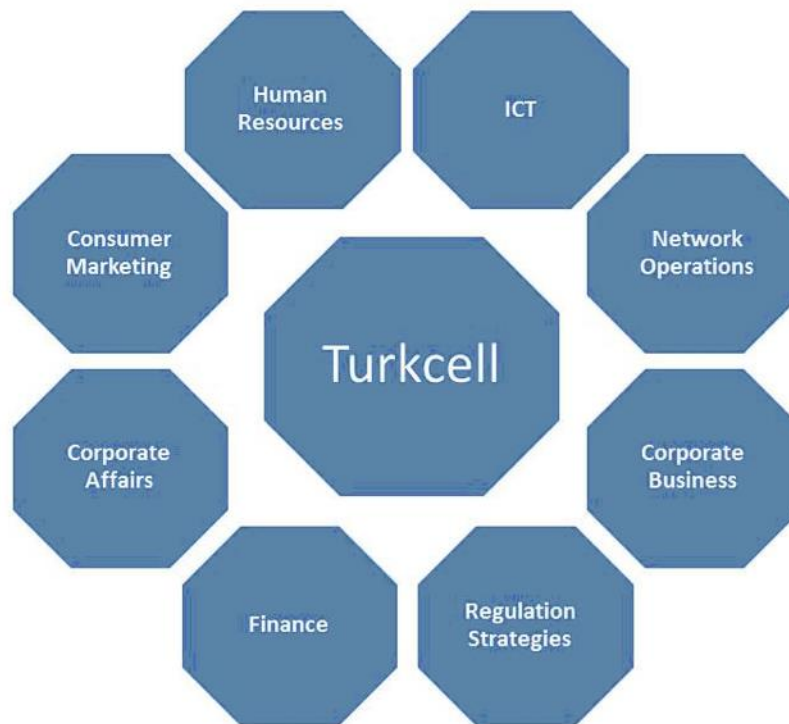 Human
Resources
ICT
Consumer
Marketing
Network
Operations
Turkcell
Corporate
Affairs
Corporate
Business
Finance
Regulation
Strategies